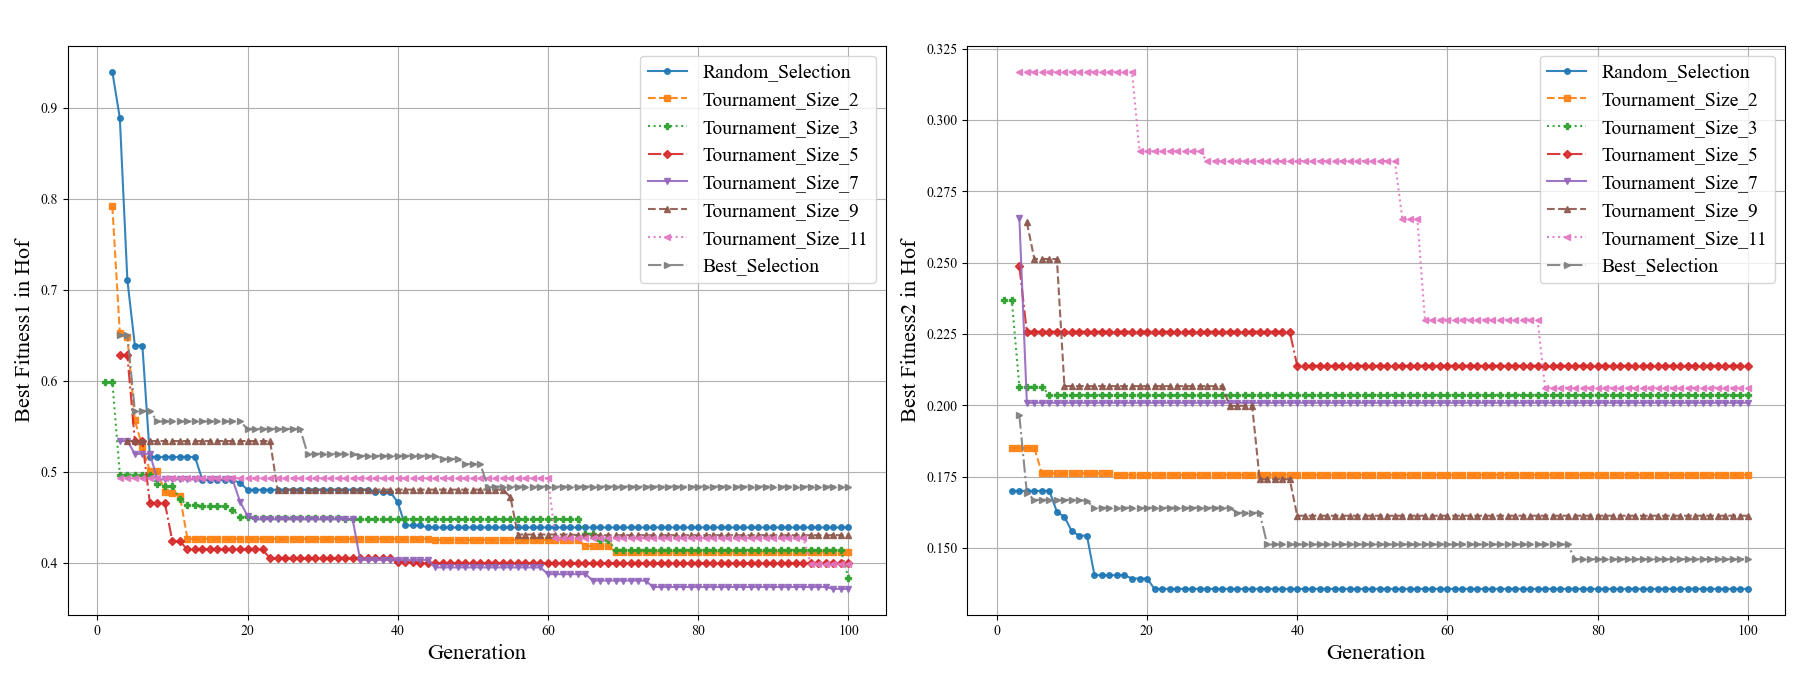 0.9
0.8
0.7
0.6
0.5
0.4
Best Fitness1 in Hof
0 20 40 60 80 100
Generation
Random_Selection
Tournament_Size_2
Tournament_Size_3
Tournament_Size_5
Tournament_Size_7
Tournament_Size_9
Tournament_Size_11
Best_Selection
0.325
0.300
0.275
0.250
0.225
0.200
0.175
0.150
Best Fitness2 in Hof
0 20 40 60 80 100
Generation
Random_Selection
Tournament_Size_2
Tournament_Size_3
Tournament_Size_5
Tournament_Size_7
Tournament_Size_9
Tournament_Size_11
Best_Selection